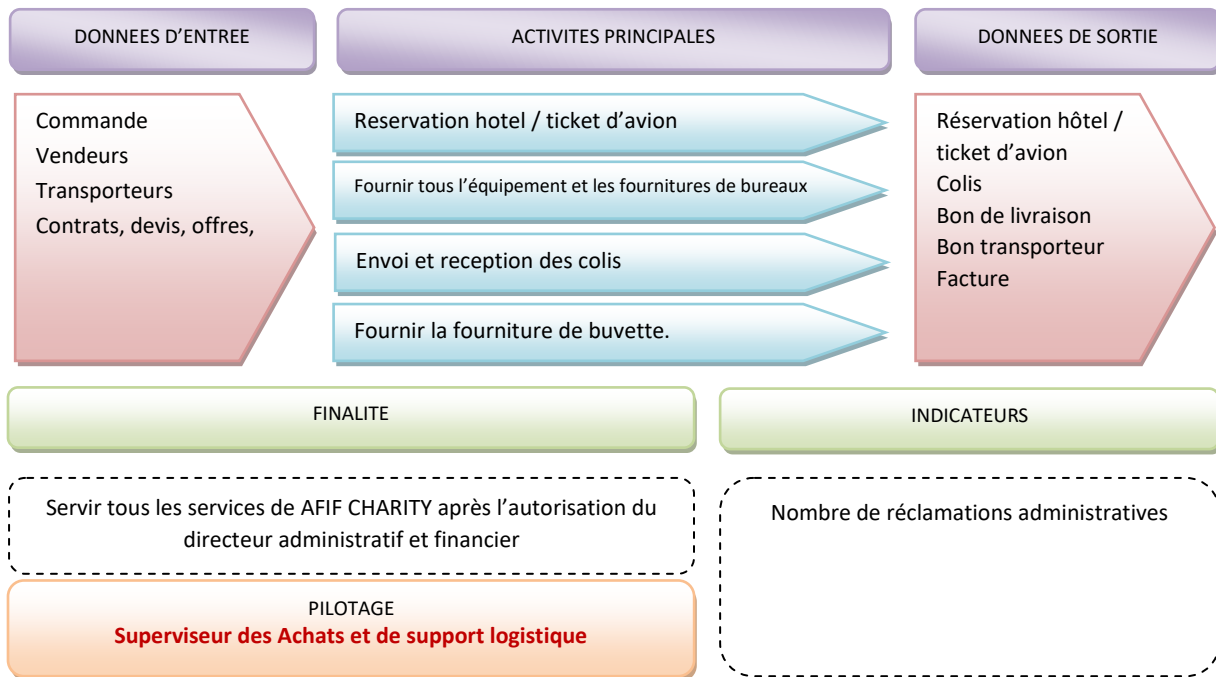 DONNEES D’ENTREE
ACTIVITES PRINCIPALES
DONNEES DE SORTIE
Commande
Vendeurs
Transporteurs
Contrats, devis, offres,
Reservation hotel / ticket d’avion
Fournir tous l’équipement et les fournitures de bureaux
Envoi et reception des colis
Fournir la fourniture de buvette.
Réservation hôtel /
ticket d’avion
Colis
Bon de livraison
Bon transporteur
Facture
FINALITE
INDICATEURS
Servir tous les services de AFIF CHARITY après l’autorisation du
directeur administratif et financier
Nombre de réclamations administratives
PILOTAGE
Superviseur des Achats et de support logistique